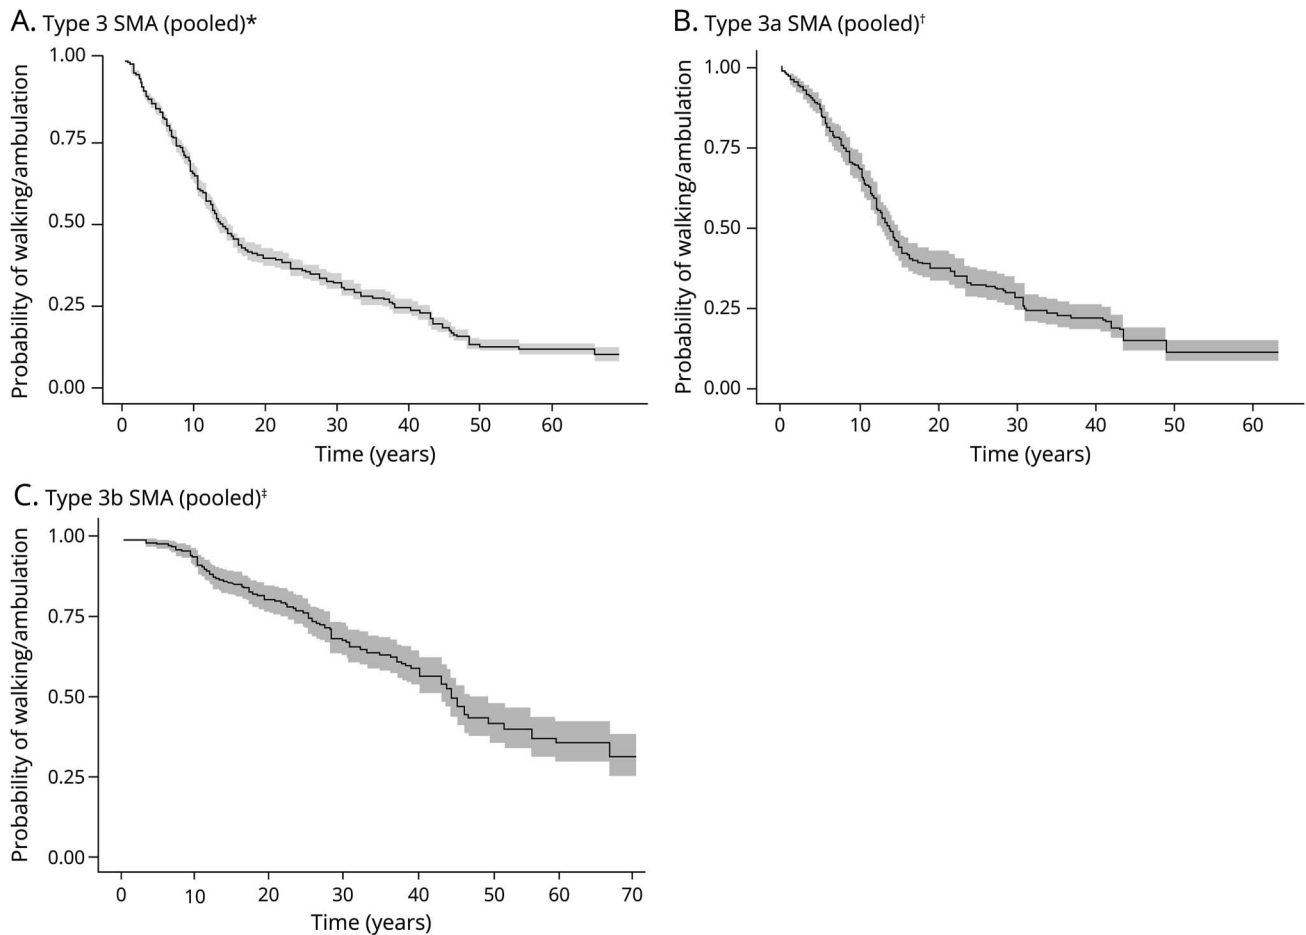 A. Type 3 SMA (pooled)*
Probability of walking/ambulation
1.00
0.75
0.50
0.25
0.00
0 10 20 30 40 50 60
Time (years)
B. Type 3a SMA (pooled)†
Probability of walking/ambulation
1.00
0.75
0.50
0.25
0.00
0 10 20 30 40 50 60
Time (years)
C. Type 3b SMA (pooled)‡
Probability of walking/ambulation
1.00
0.75
0.50
0.25
0.00
0 10 20 30 40 50 60 70
Time (years)